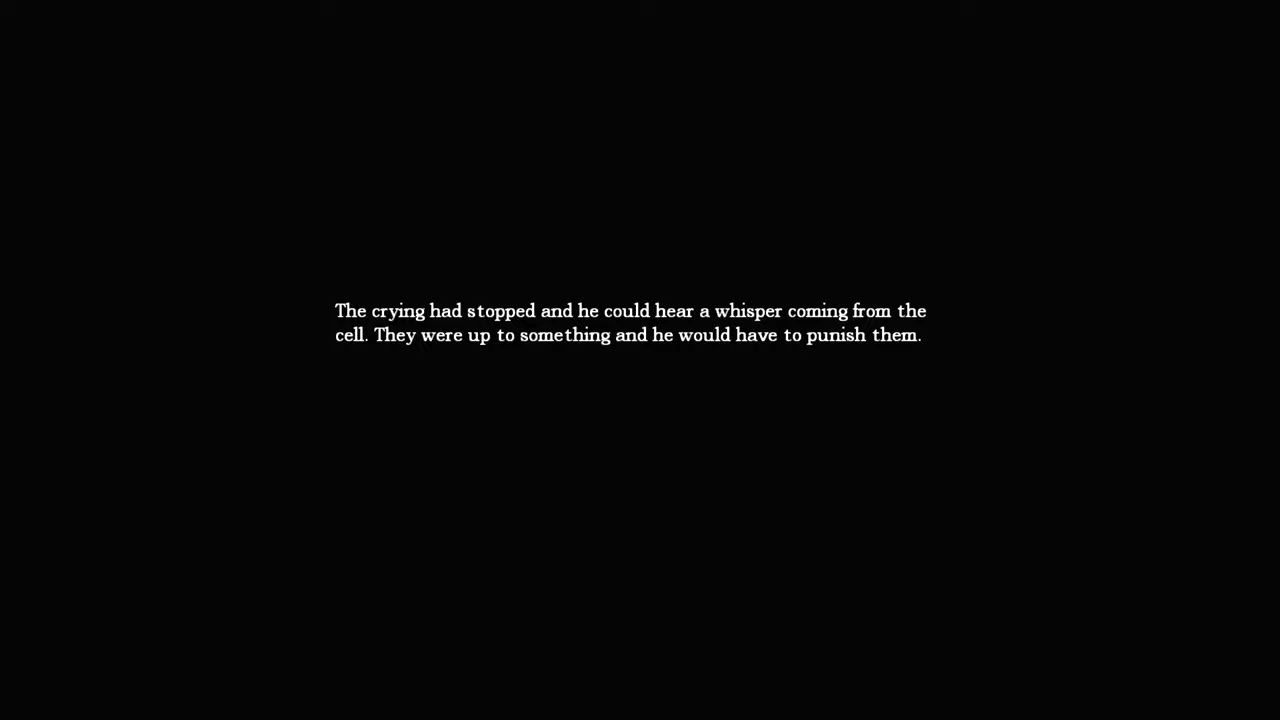 The crying had stopped and he could hear a whisper coming from the
cell. They were up to something and he would have to punish them.